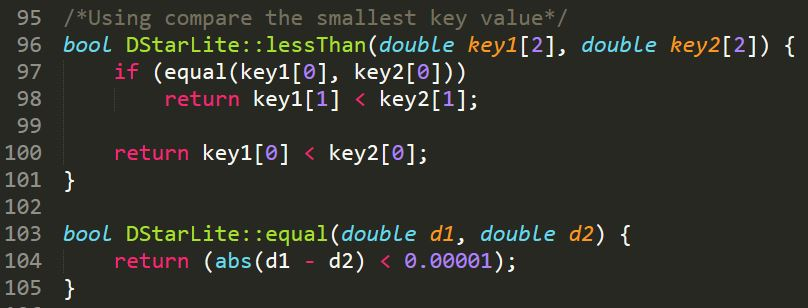 95 /*Using compare the smallest key value*/
96 bool DStarLite::lessThan(double key1[2], double key2[2]) {
97     if (equal(key1[0], key2[0]))
98         return key1[1] < key2[1];
99
100     return key1[0] < key2[0];
101 }
102
103 bool DStarLite::equal(double d1, double d2) {
104     return (abs(d1 - d2) < 0.00001);
105 }